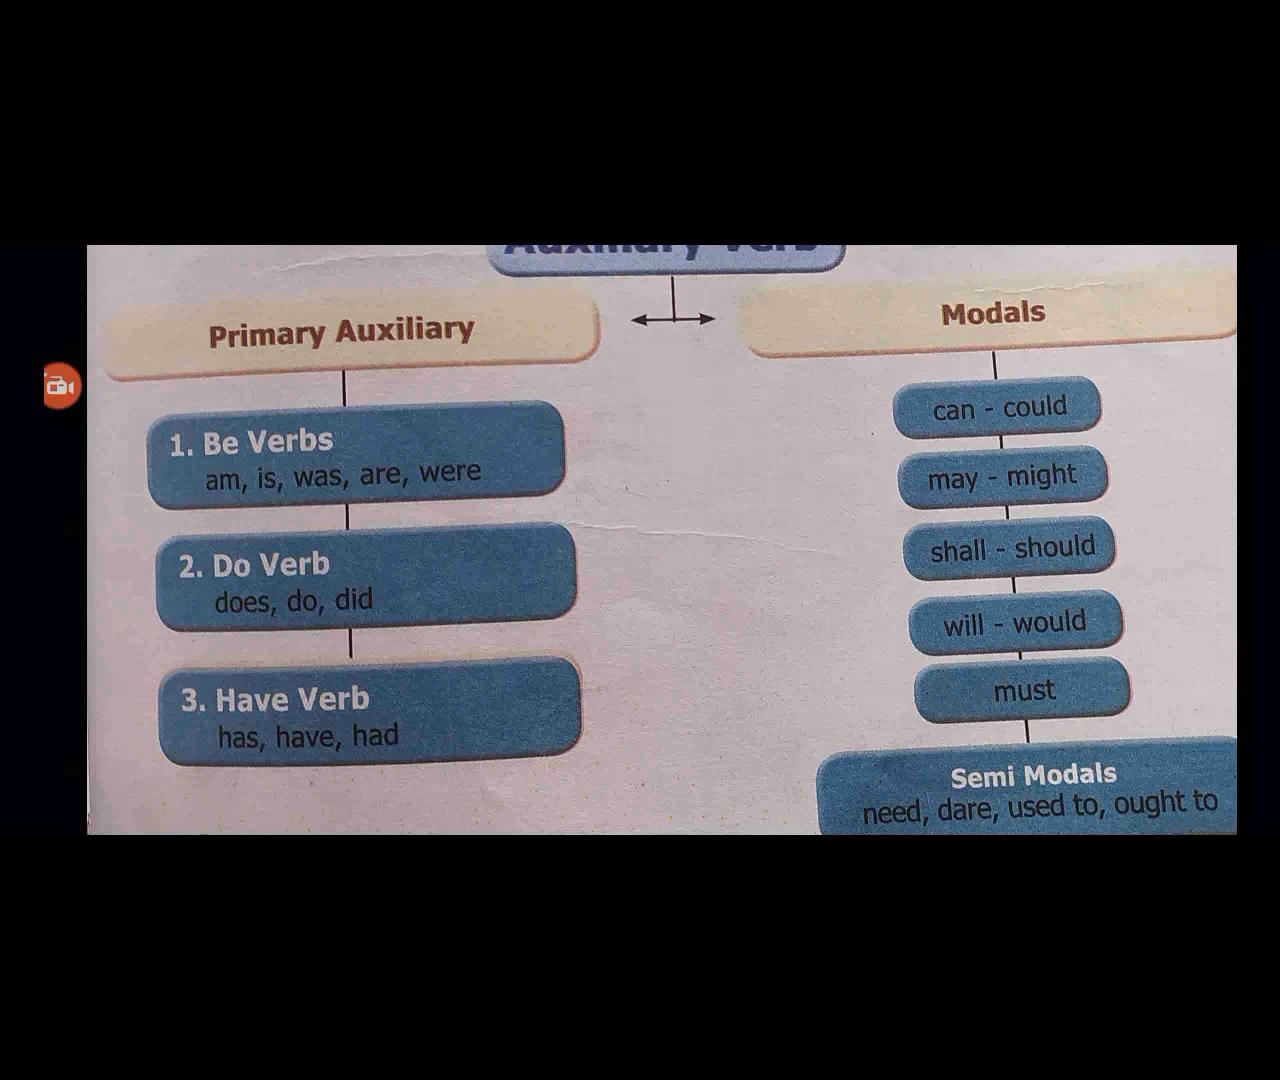 Auxiliary Verb
Primary Auxiliary
1. Be Verbs
am, is, was, are, were
2. Do Verb
does, do, did
3. Have Verb
has, have, had
Modals
can - could
may - might
shall - should
will - would
must
Semi Modals
need, dare, used to, ought to